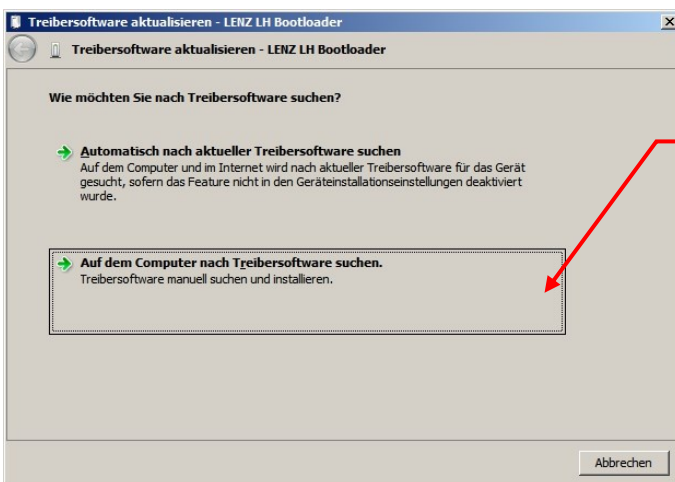 Treibersoftware aktualisieren - LENZ LH Bootloader
Treibersoftware aktualisieren - LENZ LH Bootloader
Wie möchten Sie nach Treibersoftware suchen?
Automatisch nach aktueller Treibersoftware suchen
Auf dem Computer und im Internet wird nach aktueller Treibersoftware für das Gerät
gesucht, sofern das Feature nicht in den Geräteinstallationseinstellungen deaktiviert
wurde.
Auf dem Computer nach Treibersoftware suchen.
Treibersoftware manuell suchen und installieren.
Abbrechen